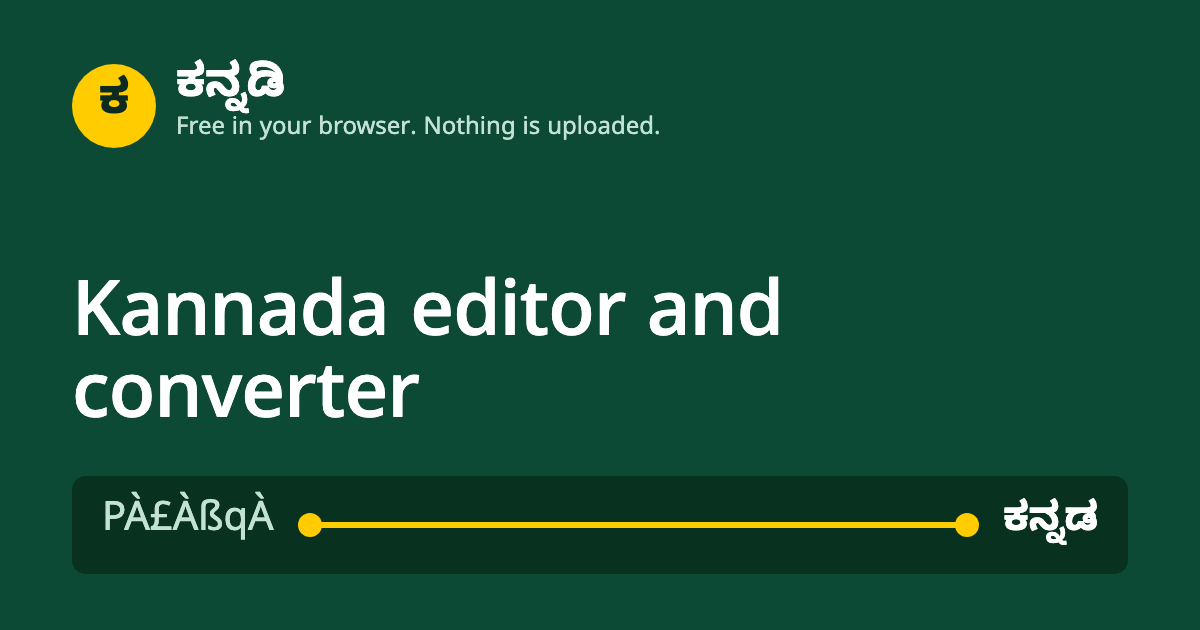 ಕ
ಕನ್ನಡಿ
Free in your browser. Nothing is uploaded.
Kannada editor and
converter
PÀ£ÀßqÀ ಕನ್ನಡ